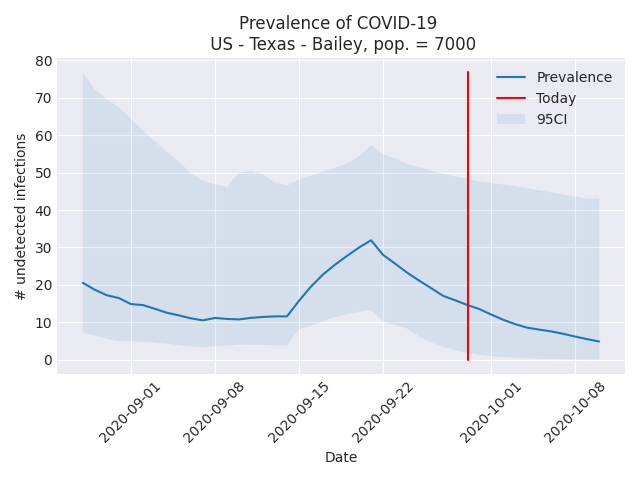 Prevalence of COVID-19
US - Texas - Bailey, pop. = 7000
80
70
60
50
40
30
20
10
0
# undetected infections
Prevalence
Today
95CI
2020-09-01
2020-09-08
2020-09-15
2020-09-22
2020-10-01
2020-10-08
Date